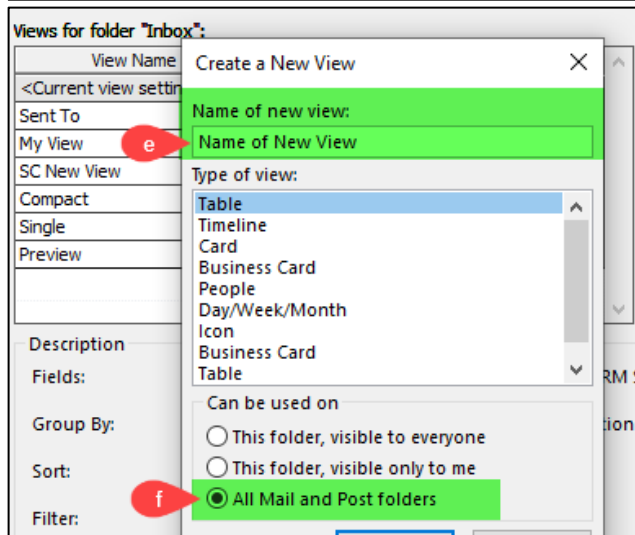 Views for folder "Inbox":
View Name
<Current view settin
Sent To
My View
SC New View
Compact
Single
Preview
Description
Fields:
Group By:
Sort:
Filter:
Create a New View
Name of new view:
e
Name of New View
Type of view:
Table
Timeline
Card
Business Card
People
Day/Week/Month
Icon
Business Card
Table
Can be used on
This folder, visible to everyone
This folder, visible only to me
f
All Mail and Post folders
RM S
tion